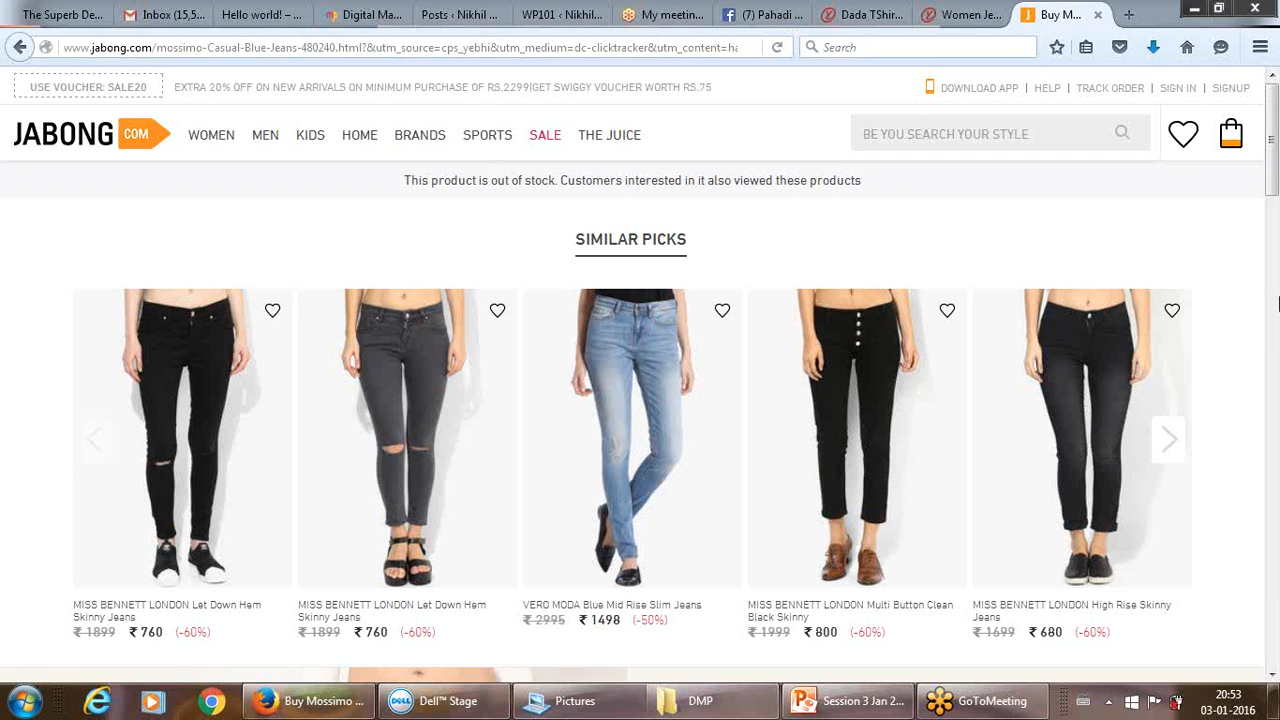 The Superb De...
Inbox (15,5...
Hello world! – ...
Digital Ma...
Posts ‹ Nikhil ...
WP101 ‹ Nikhil...
My meetin...
(7) Pahadi ...
Dada TShir...
Women Je...
Buy M...
www.jabong.com/mossimo-Casual-Blue-Jeans-480240.html?&utm_source=cps_yebhi&utm_medium=dc-clicktracker&utm_content=ha
Search
USE VOUCHER: SALE20
EXTRA 20% OFF ON NEW ARRIVALS ON MINIMUM PURCHASE OF RS.2299|GET SWGGY VOUCHER WORTH RS.75
DOWNLOAD APP | HELP | TRACK ORDER | SIGN IN | SIGNUP
JABONG COM
WOMEN MEN KIDS HOME BRANDS SPORTS SALE THE JUICE
BE YOU.SEARCH YOUR STYLE
This product is out of stock. Customers interested in it also viewed these products
SIMILAR PICKS
MISS BENNETT LONDON Let Down Hem
Skinny Jeans
₹ 1899 ₹ 760 (-60%)
MISS BENNETT LONDON Let Down Hem
Skinny Jeans
₹ 1899 ₹ 760 (-60%)
VERO MODA Blue Mid Rise Slim Jeans
₹ 2995 ₹ 1498 (-50%)
MISS BENNETT LONDON Multi Button Clean
Black Skinny
₹ 1999 ₹ 800 (-60%)
MISS BENNETT LONDON High Rise Skinny
Jeans
₹ 1699 ₹ 680 (-60%)
Buy Mossimo ...
DELL
Dell™ Stage
Pictures
DMP
Session 3 Jan 2...
GoToMeeting
20:53
03-01-2016